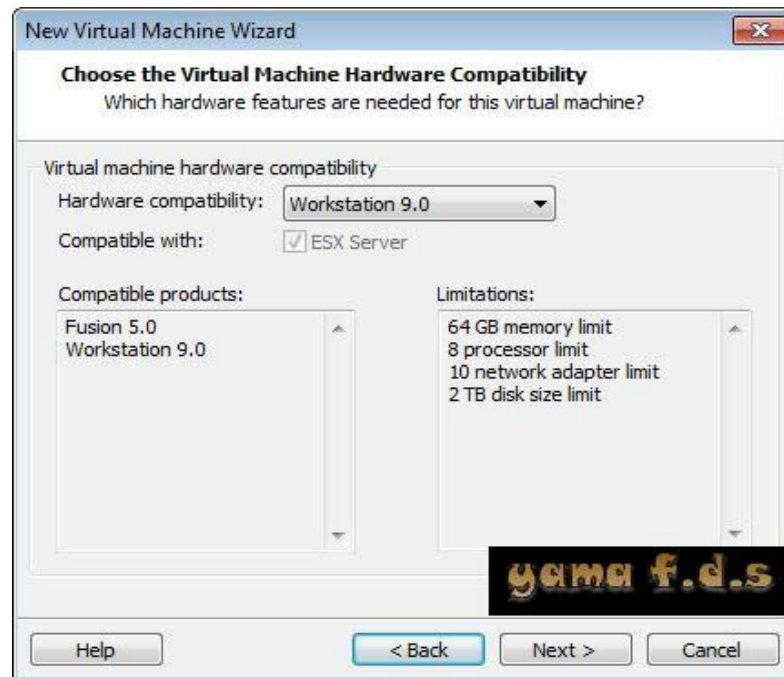 New Virtual Machine Wizard
Choose the Virtual Machine Hardware Compatibility
Which hardware features are needed for this virtual machine?
Virtual machine hardware compatibility
Hardware compatibility: Workstation 9.0
Compatible with: ESX Server
Compatible products:
Fusion 5.0
Workstation 9.0
Limitations:
64 GB memory limit
8 processor limit
10 network adapter limit
2 TB disk size limit
yama f.d.s
Help < Back Next > Cancel